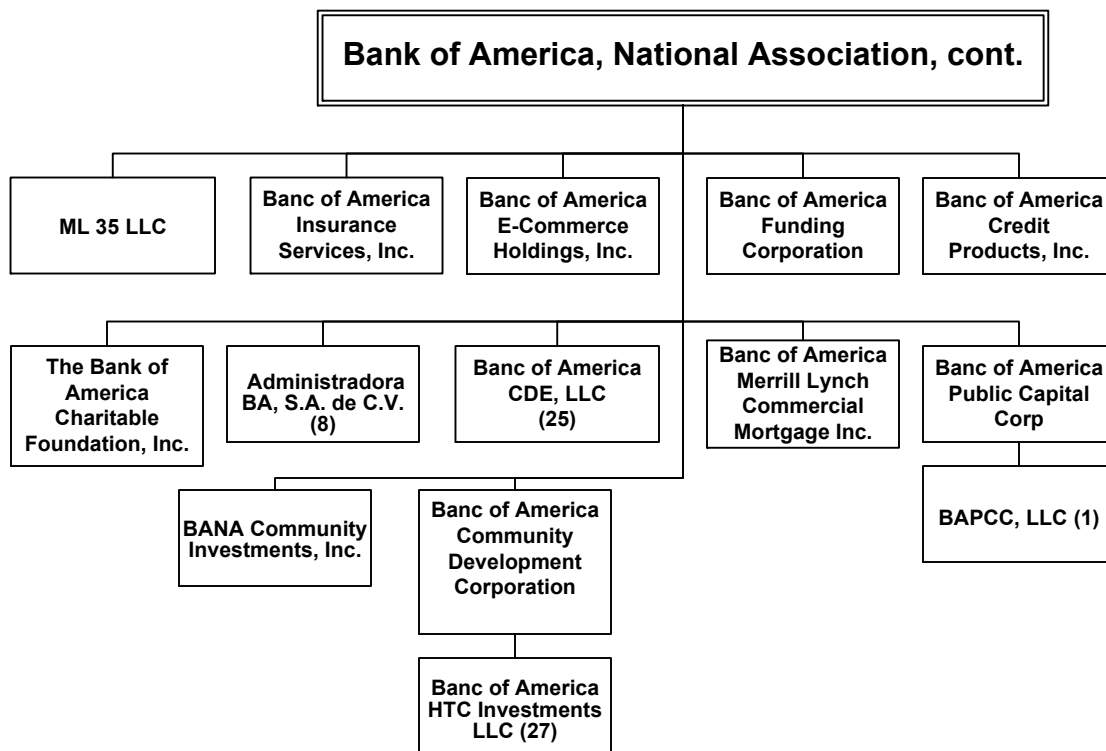 Bank of America, National Association, cont.
ML 35 LLC
Banc of America
Insurance
Services, Inc.
Banc of America
E-Commerce
Holdings, Inc.
Banc of America
Funding
Corporation
Banc of America
Credit
Products, Inc.
The Bank of
America
Charitable
Foundation, Inc.
Administradora
BA, S.A. de C.V.
(8)
Banc of America
CDE, LLC
(25)
Banc of America
Merrill Lynch
Commercial
Mortgage Inc.
Banc of America
Public Capital
Corp
BANA Community
Investments, Inc.
Banc of America
Community
Development
Corporation
BAPCC, LLC (1)
Banc of America
HTC Investments
LLC (27)